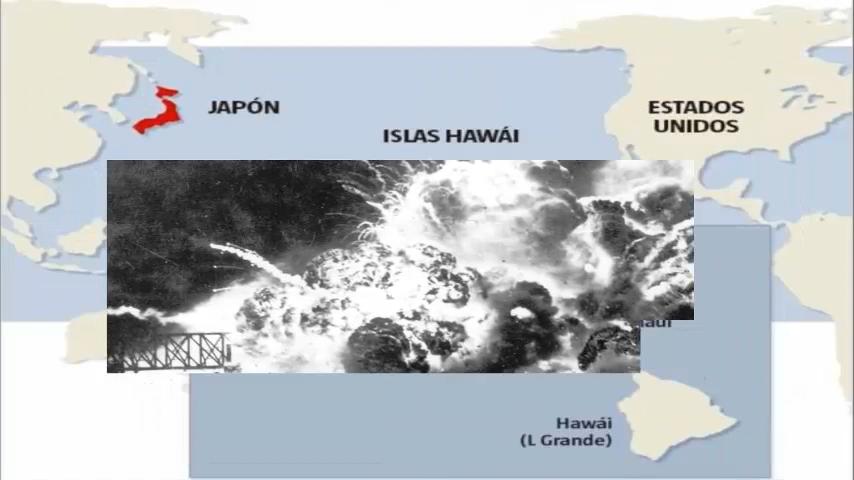 JAPÓN
ISLAS HAWÁI
ESTADOS
UNIDOS
Hawái
(L Grande)